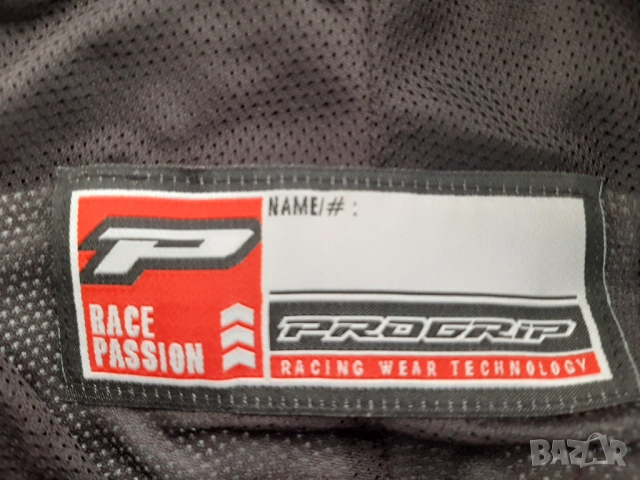 P
RACE
PASSION
NAME/# :
PROGRIP
RACING WEAR TECHNOLOGY
BAZAR